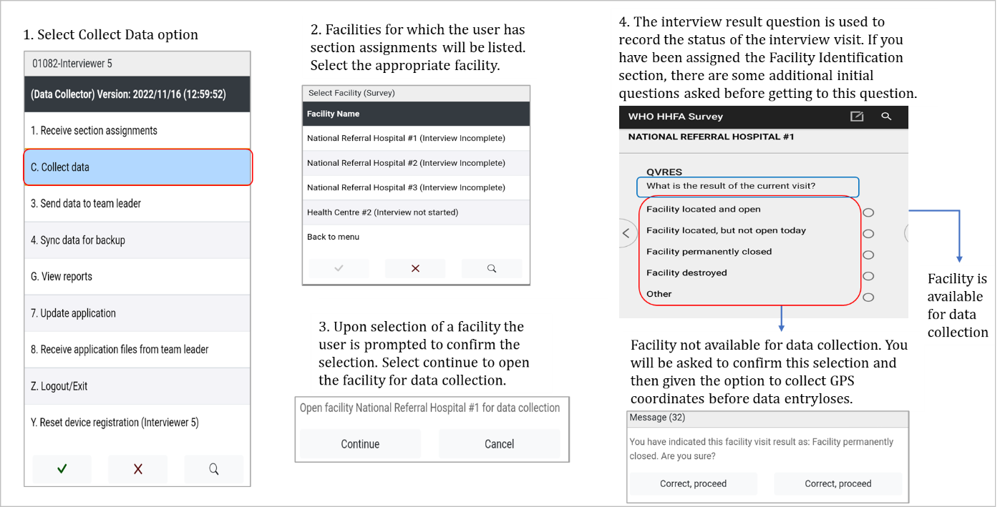 1. Select Collect Data option
01082-Interviewer 5
(Data Collector) Version: 2022/11/16 (12:59:52)
1. Receive section assignments
C. Collect data
3. Send data to team leader
4. Sync data for backup
G. View reports
7. Update application
8. Receive application files from team leader
Z. Logout/Exit
Y. Reset device registration (Interviewer 5)
2. Facilities for which the user has
section assignments will be listed.
Select the appropriate facility.
Select Facility (Survey)
Facility Name
National Referral Hospital #1 (Interview Incomplete)
National Referral Hospital #2 (Interview Incomplete)
National Referral Hospital #3 (Interview Incomplete)
Health Centre #2 (Interview not started)
Back to menu
3. Upon selection of a facility the
user is prompted to confirm the
selection. Select continue to open
the facility for data collection.
Open facility National Referral Hospital #1 for data collection
Continue
Cancel
4. The interview result question is used to
record the status of the interview visit. If you
have been assigned the Facility Identification
section, there are some additional initial
questions asked before getting to this question.
WHO HHFA Survey
NATIONAL REFERRAL HOSPITAL #1
QVRES
What is the result of the current visit?
Facility located and open
Facility located, but not open today
Facility permanently closed
Facility destroyed
Other
Facility is
available
for data
collection
Facility not available for data collection. You
will be asked to confirm this selection and
then given the option to collect GPS
coordinates before data entryloses.
Message (32)
You have indicated this facility visit result as: Facility permanently
closed. Are you sure?
Correct, proceed
Correct, proceed